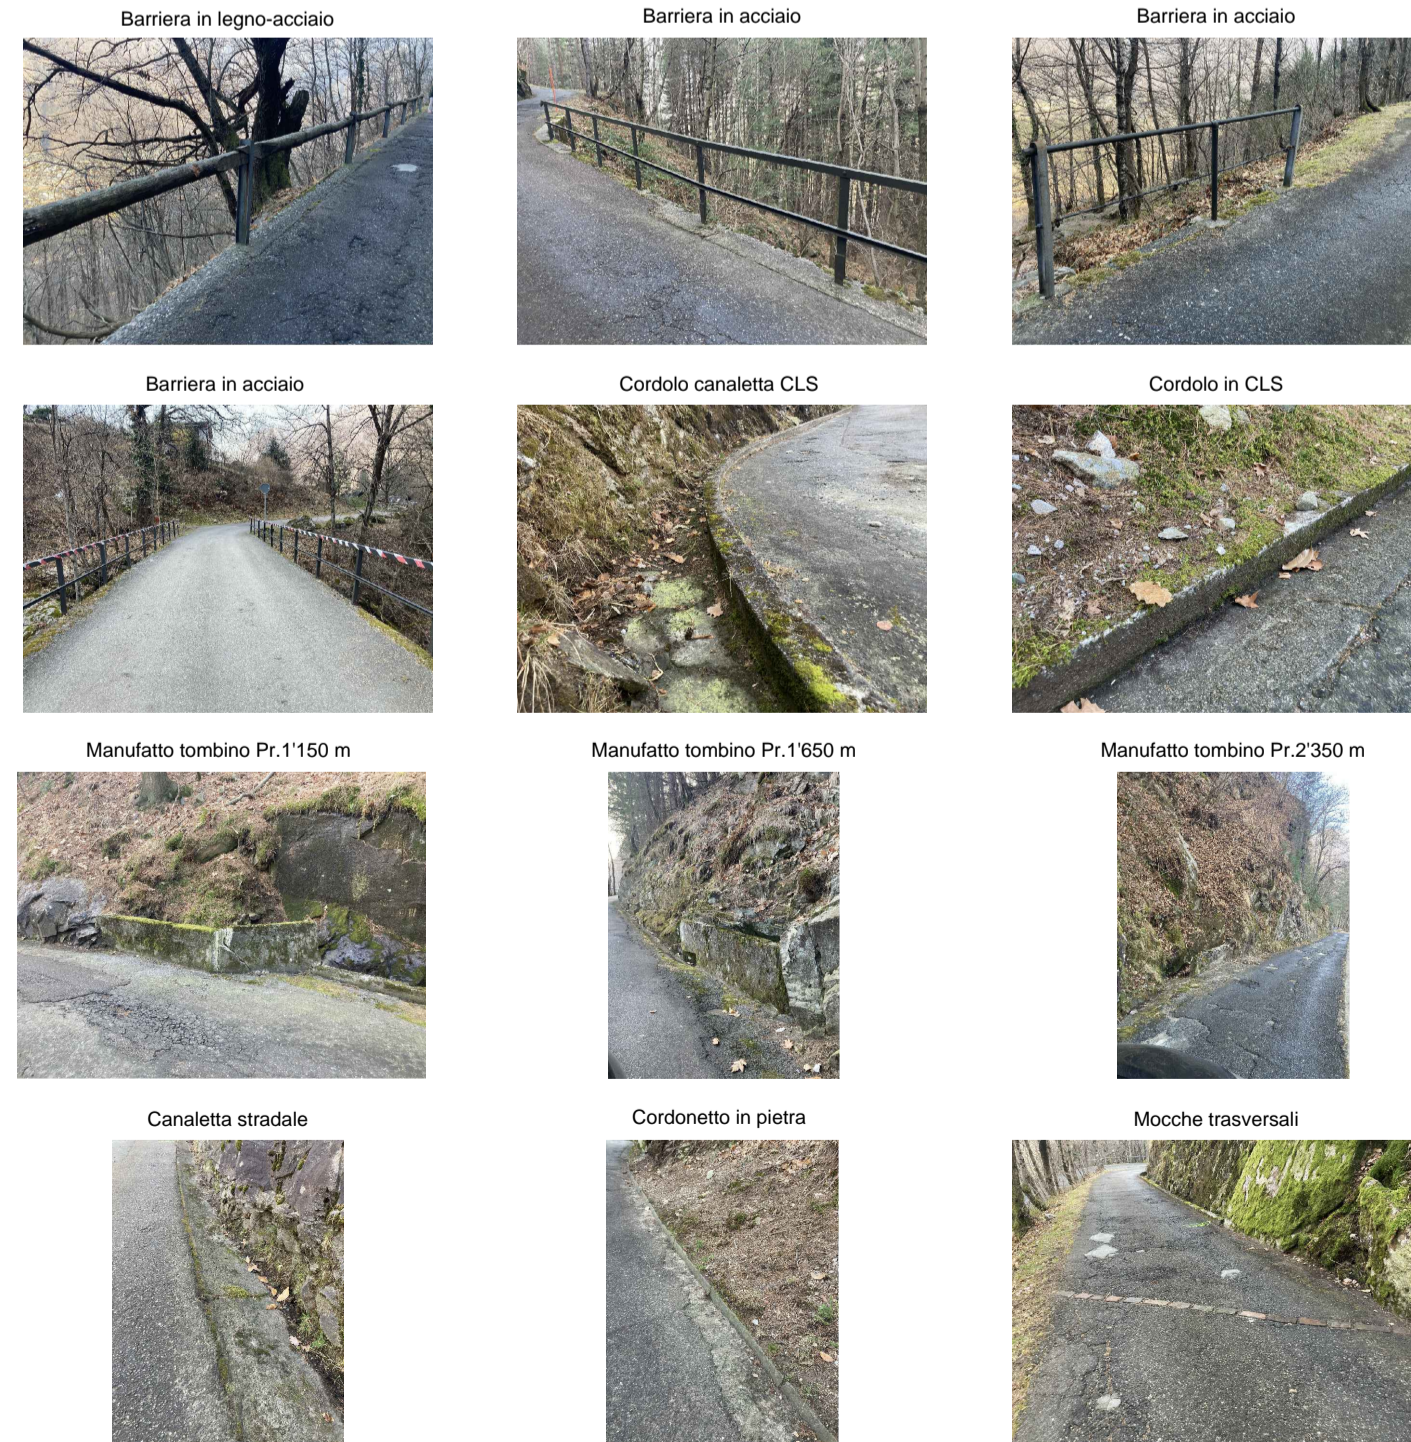 Barriera in legno-acciaio
Barriera in acciaio
Barriera in acciaio
Barriera in acciaio
Cordolo canaletta CLS
Cordolo in CLS
Manufatto tombino Pr.1'150 m
Manufatto tombino Pr.1'650 m
Manufatto tombino Pr.2'350 m
Canaletta stradale
Cordonetto in pietra
Mocche trasversali